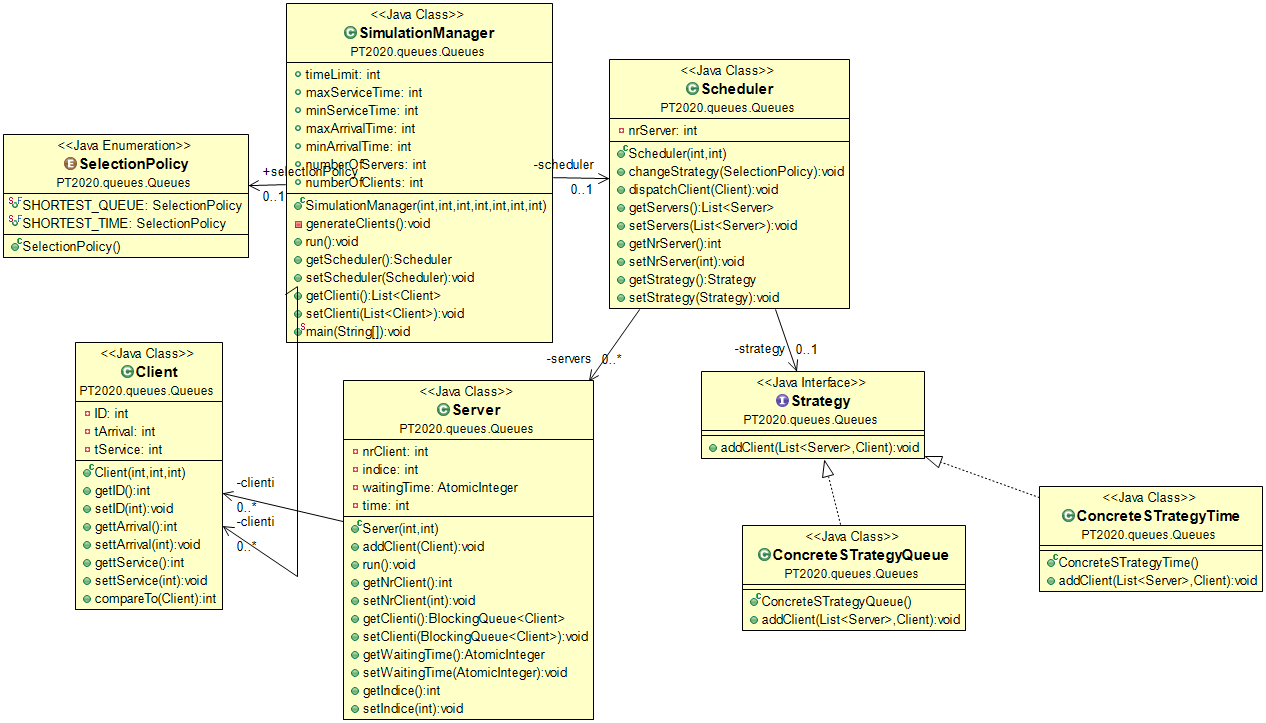 <<Java Class>>
SimulationManager
PT2020.queues.Queues
timeLimit: int
maxServiceTime: int
minServiceTime: int
maxArrivalTime: int
minArrivalTime: int
numberOfServers: int
numberOfClients: int
SimulationManager(int,int,int,int,int,int,int)
generateClients():void
run():void
getScheduler():Scheduler
setScheduler(Scheduler):void
getClienti():List<Client>
setClienti(List<Client>):void
main(String[]):void
<<Java Enumeration>>
SelectionPolicy
PT2020.queues.Queues
SHORTEST_QUEUE: SelectionPolicy
SHORTEST_TIME: SelectionPolicy
SelectionPolicy()
+selectionPolicy
0..1
-scheduler
0..1
<<Java Class>>
Scheduler
PT2020.queues.Queues
nrServer: int
Scheduler(int,int)
changeStrategy(SelectionPolicy):void
dispatchClient(Client):void
getServers():List<Server>
setServers(List<Server>):void
getNrServer():int
setNrServer(int):void
getStrategy():Strategy
setStrategy(Strategy):void
-servers
0..*
-strategy
0..1
<<Java Class>>
Client
PT2020.queues.Queues
ID: int
tArrival: int
tService: int
Client(int,int,int)
getID():int
setID(int):void
gettArrival():int
settArrival(int):void
gettService():int
settService(int):void
compareTo(Client):int
-clienti
0..*
-clienti
0..*
<<Java Class>>
Server
PT2020.queues.Queues
nrClient: int
indice: int
waitingTime: AtomicInteger
time: int
Server(int,int)
addClient(Client):void
run():void
getNrClient():int
setNrClient(int):void
getClienti():BlockingQueue<Client>
setClienti(BlockingQueue<Client>):void
getWaitingTime():AtomicInteger
setWaitingTime(AtomicInteger):void
getIndice():int
setIndice(int):void
<<Java Interface>>
Strategy
PT2020.queues.Queues
addClient(List<Server>,Client):void
<<Java Class>>
ConcreteSTrategyQueue
PT2020.queues.Queues
ConcreteSTrategyQueue()
addClient(List<Server>,Client):void
<<Java Class>>
ConcreteSTrategyTime
PT2020.queues.Queues
ConcreteSTrategyTime()
addClient(List<Server>,Client):void